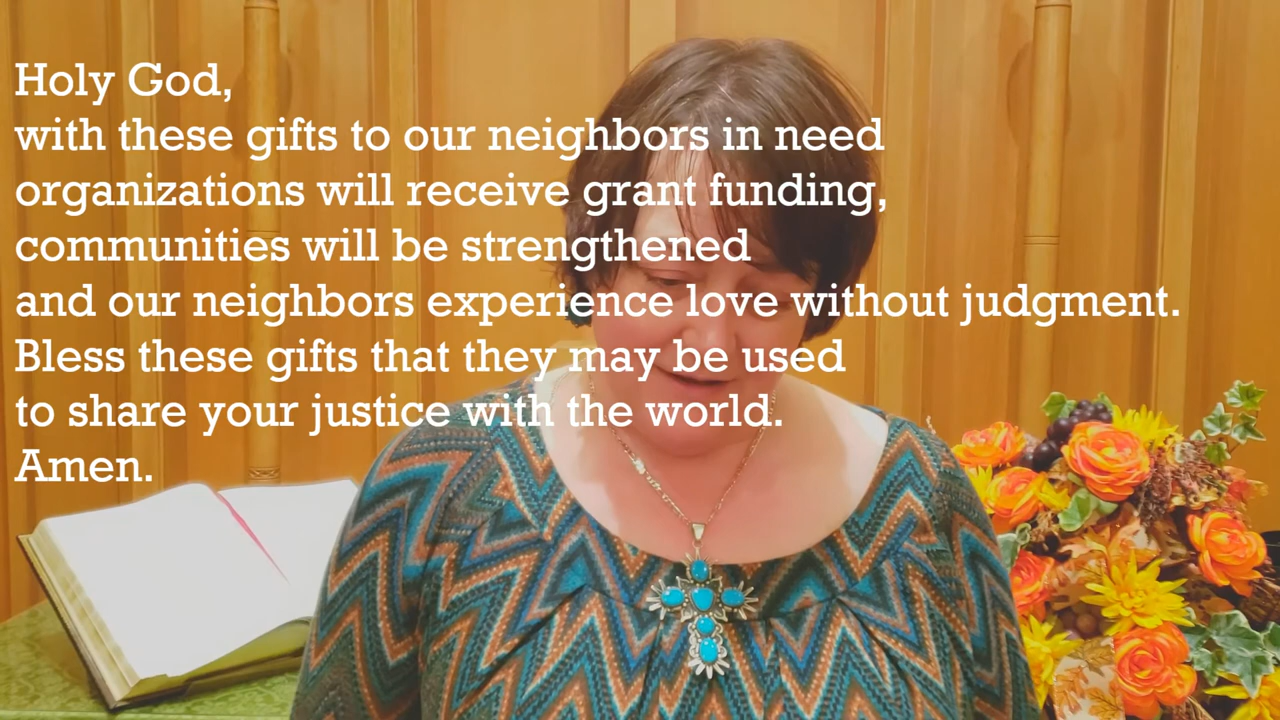 Holy God,
with these gifts to our neighbors in need
organizations will receive grant funding,
communities will be strengthened
and our neighbors experience love without judgment.
Bless these gifts that they may be used
to share your justice with the world.
Amen.